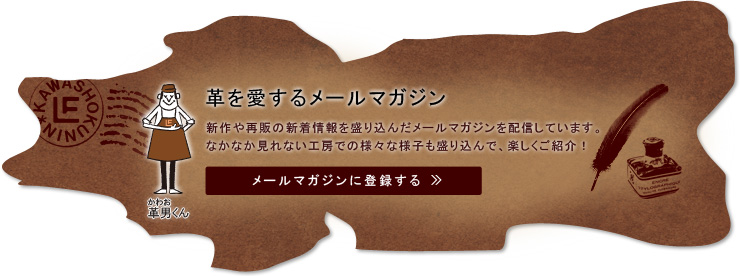 KAWASHOKUNIN
LE
革を愛するメールマガジン
新作や再販の新着情報を盛り込んだメールマガジンを配信しています。
なかなか見れない工房での様々な様子も盛り込んで、楽しくご紹介！
メールマガジンに登録する
かわお
革男くん